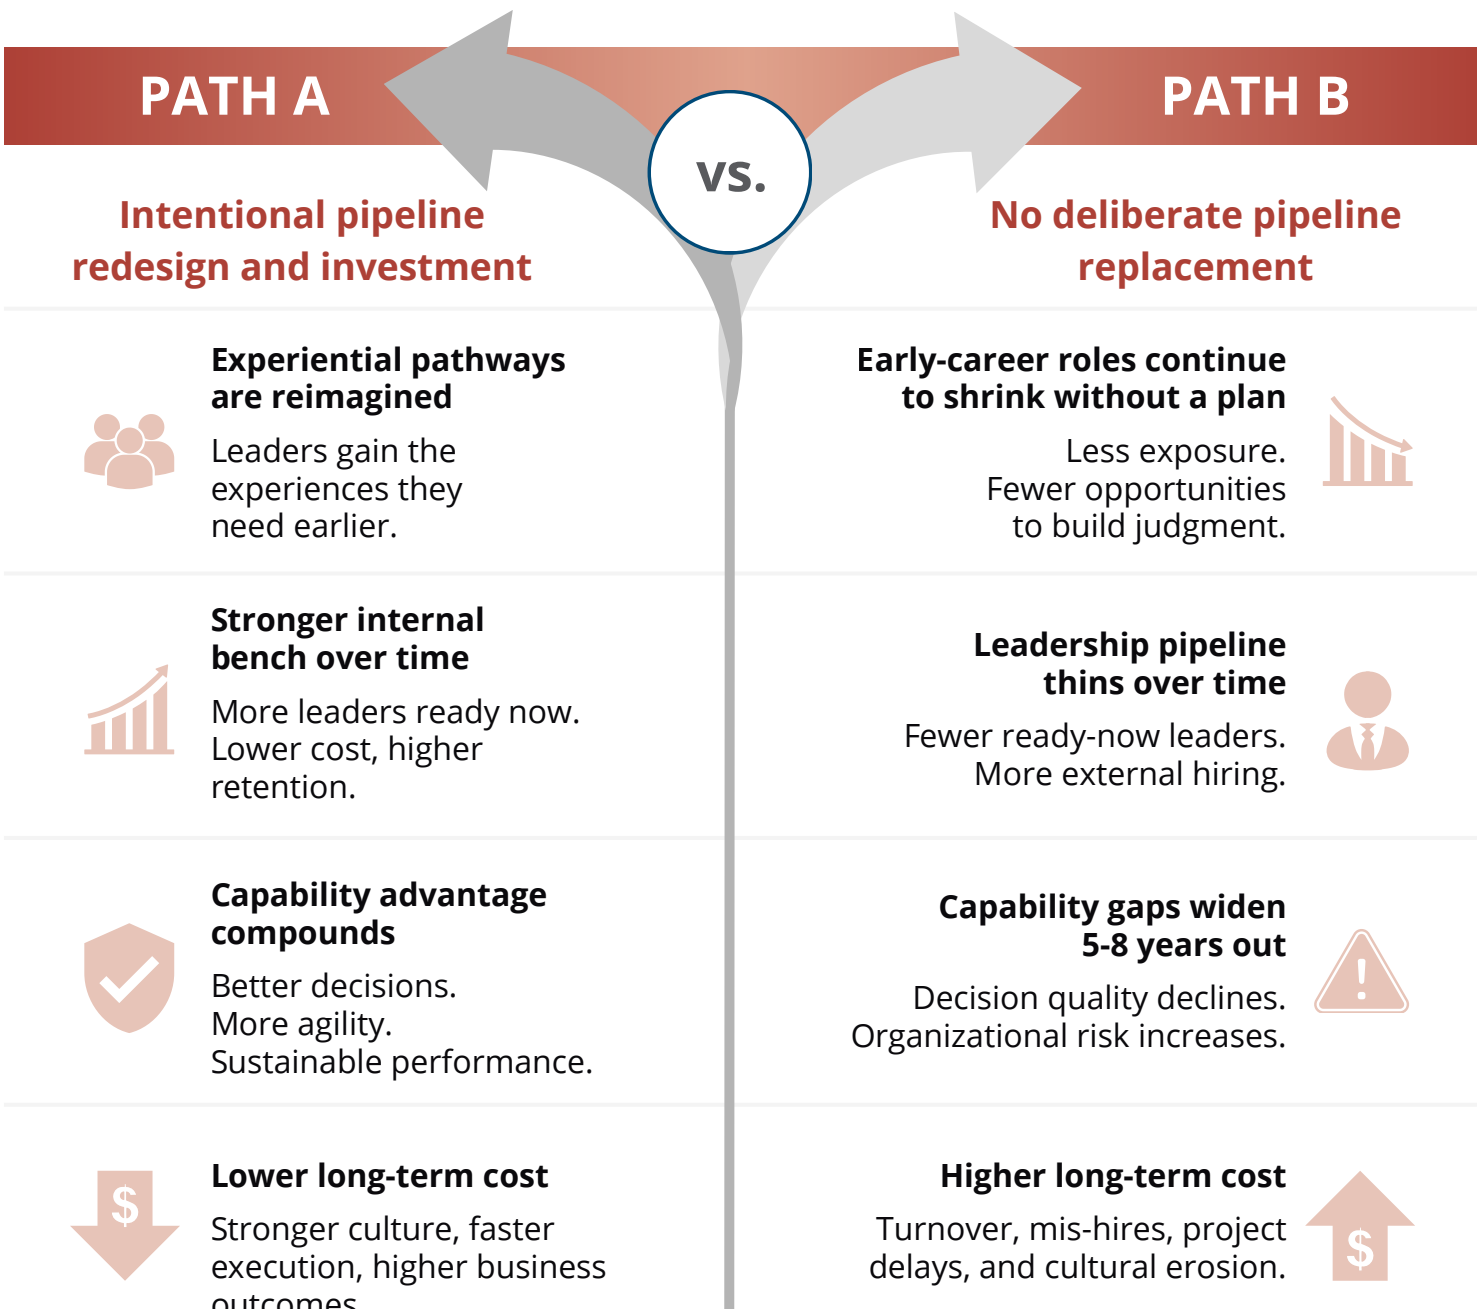 PATH A
vs.
PATH B
Intentional pipeline
redesign and investment
No deliberate pipeline
replacement
Experiential pathways
are reimagined
Leaders gain the
experiences they
need earlier.
Early-career roles continue
to shrink without a plan
Less exposure.
Fewer opportunities
to build judgment.
Stronger internal
bench over time
More leaders ready now.
Lower cost, higher
retention.
Leadership pipeline
thins over time
Fewer ready-now leaders.
More external hiring.
Capability advantage
compounds
Better decisions.
More agility.
Sustainable performance.
Capability gaps widen
5-8 years out
!
Decision quality declines.
Organizational risk increases.
$
Lower long-term cost
Stronger culture, faster
execution, higher business
outcomes
Higher long-term cost
Turnover, mis-hires, project
delays, and cultural erosion.
$